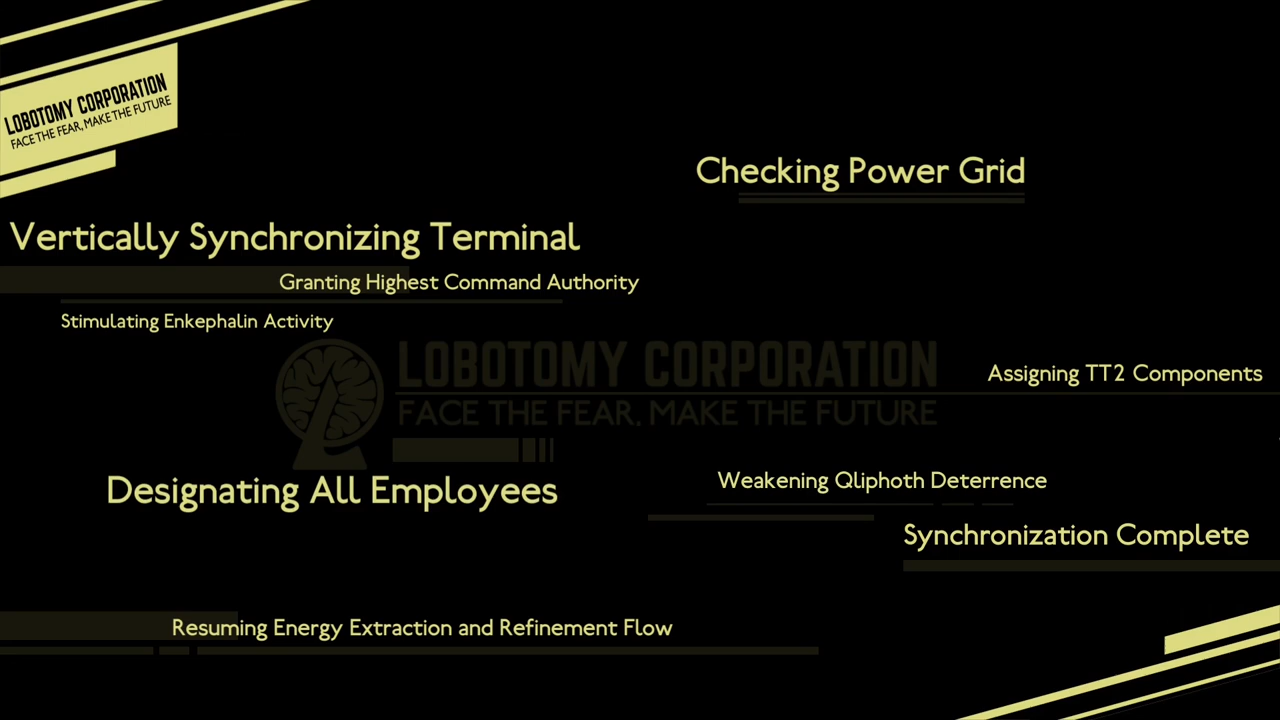 LOBOTOMY CORPORATION
FACE THE FEAR, MAKE THE FUTURE
Checking Power Grid
Vertically Synchronizing Terminal
Granting Highest Command Authority
Stimulating Enkephalin Activity
LOBOTOMY CORPORATION
FACE THE FEAR, MAKE THE FUTURE
Assigning TT2 Components
Designating All Employees
Weakening Qliphoth Deterrence
Synchronization Complete
Resuming Energy Extraction and Refinement Flow